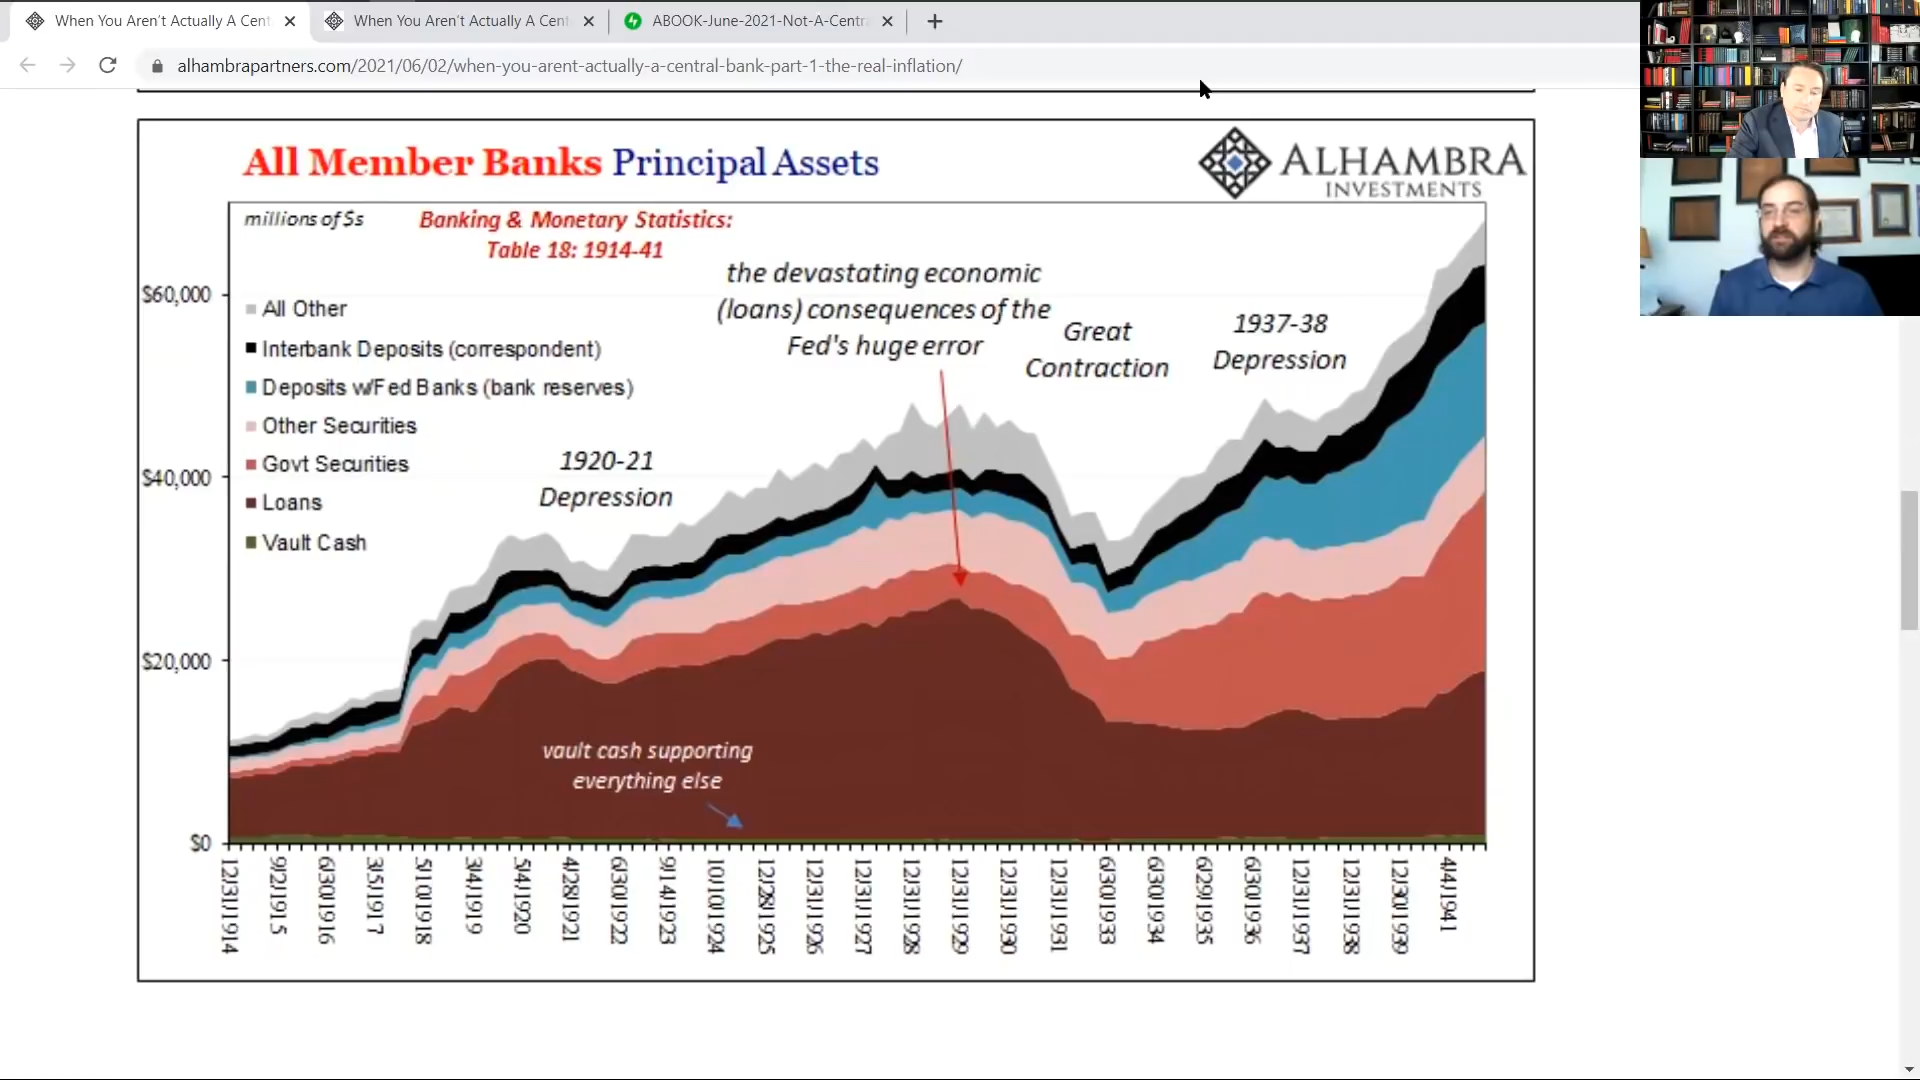 When You Aren't Actually A Cent
When You Aren't Actually A Cent
ABOOK-June-2021-Not-A-Centra
alhambrapartners.com/2021/06/02/when-you-arent-actually-a-central-bank-part-1-the-real-inflation/
All Member Banks Principal Assets
ALHAMBRA
INVESTMENTS
millions of $s
Banking & Monetary Statistics:
Table 18: 1914-41
the devastating economic
(loans) consequences of the
Fed's huge error
Great
Contraction
1937-38
Depression
1920-21
Depression
All Other
Interbank Deposits (correspondent)
Deposits w/Fed Banks (bank reserves)
Other Securities
Govt Securities
Loans
Vault Cash
vault cash supporting
everything else
$60,000
$40,000
$20,000
$0
12/31/1914
9/2/1915
6/30/1916
3/5/1917
5/10/1918
3/4/1919
5/4/1920
4/28/1921
6/30/1922
9/14/1923
10/10/1924
12/28/1925
12/31/1926
12/31/1927
12/31/1928
12/31/1929
12/31/1930
12/31/1931
6/30/1933
6/30/1934
6/29/1935
6/30/1936
12/31/1937
12/31/1938
12/30/1939
4/4/1941